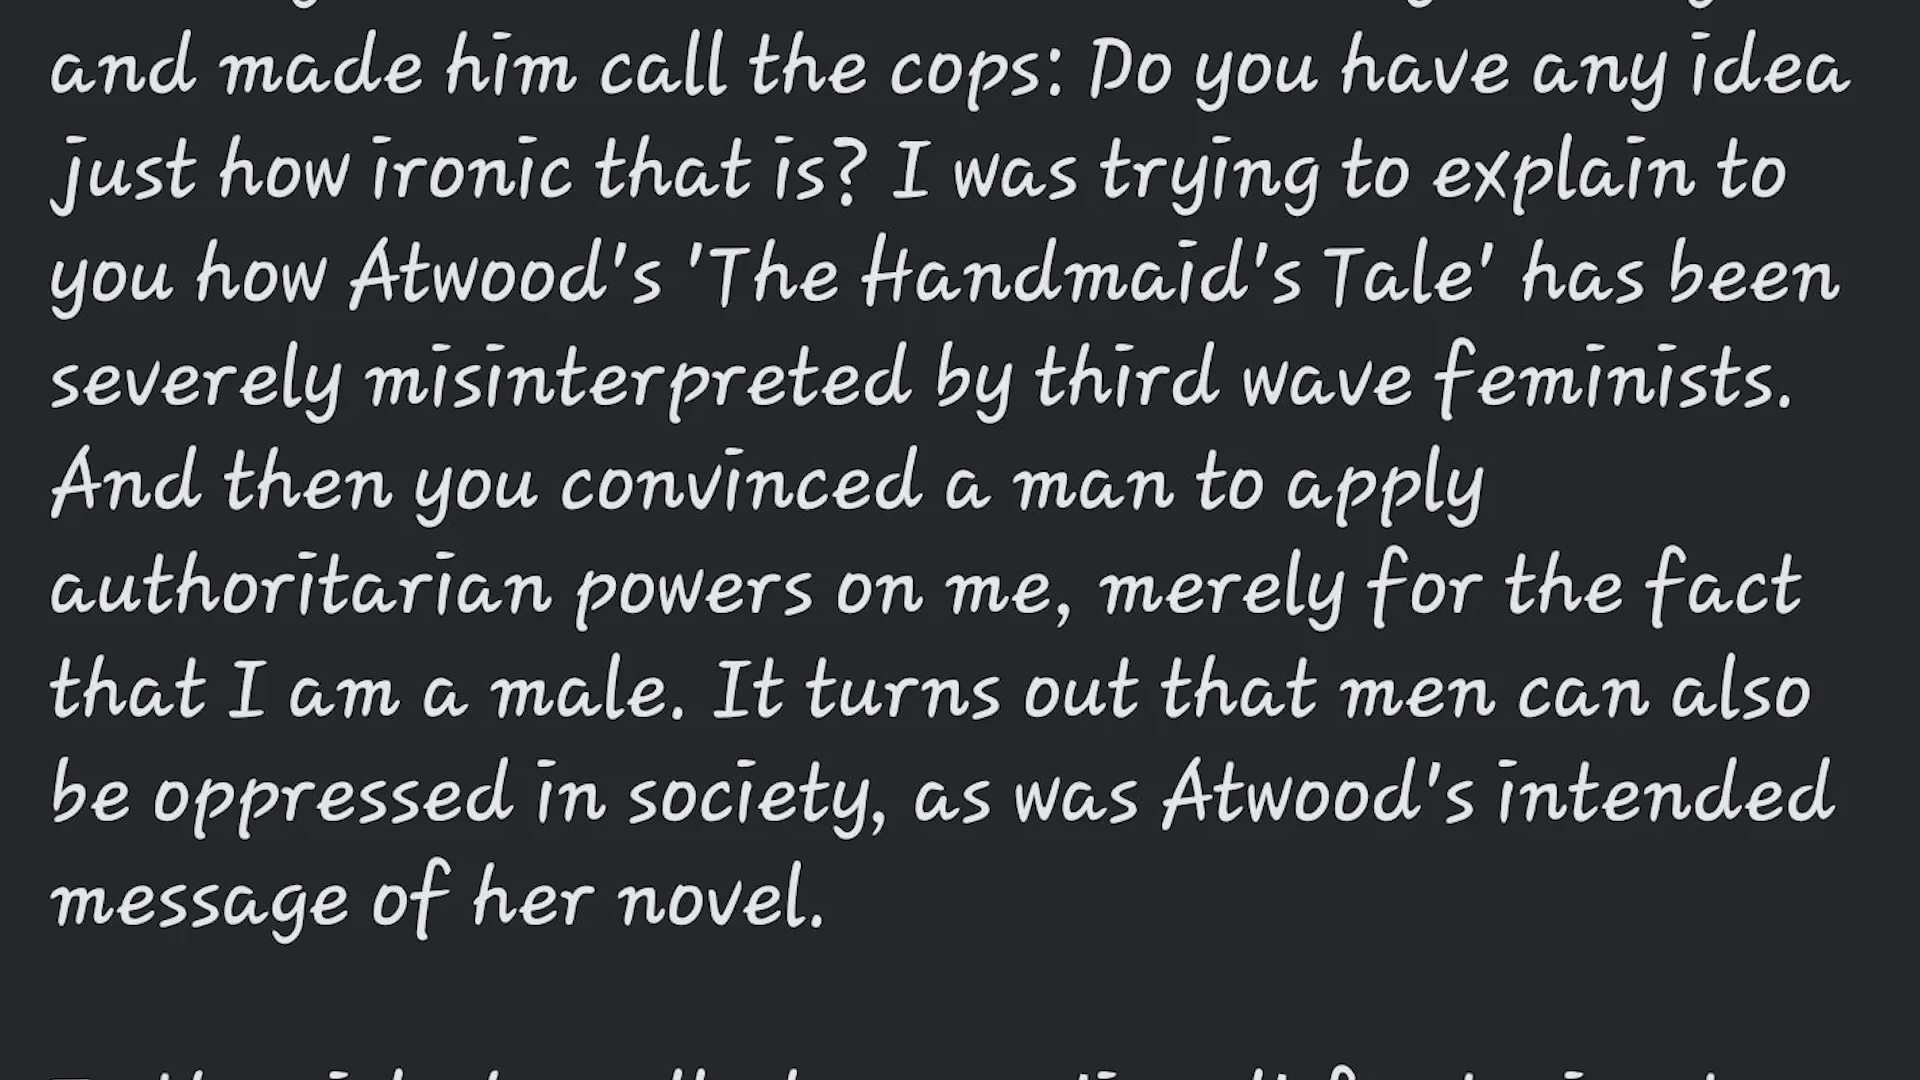 and made him call the cops: Do you have any idea
just how ironic that is? I was trying to explain to
you how Atwood's 'The Handmaid's Tale' has been
severely misinterpreted by third wave feminists.
And then you convinced a man to apply
authoritarian powers on me, merely for the fact
that I am a male. It turns out that men can also
be oppressed in society, as was Atwood's intended
message of her novel.